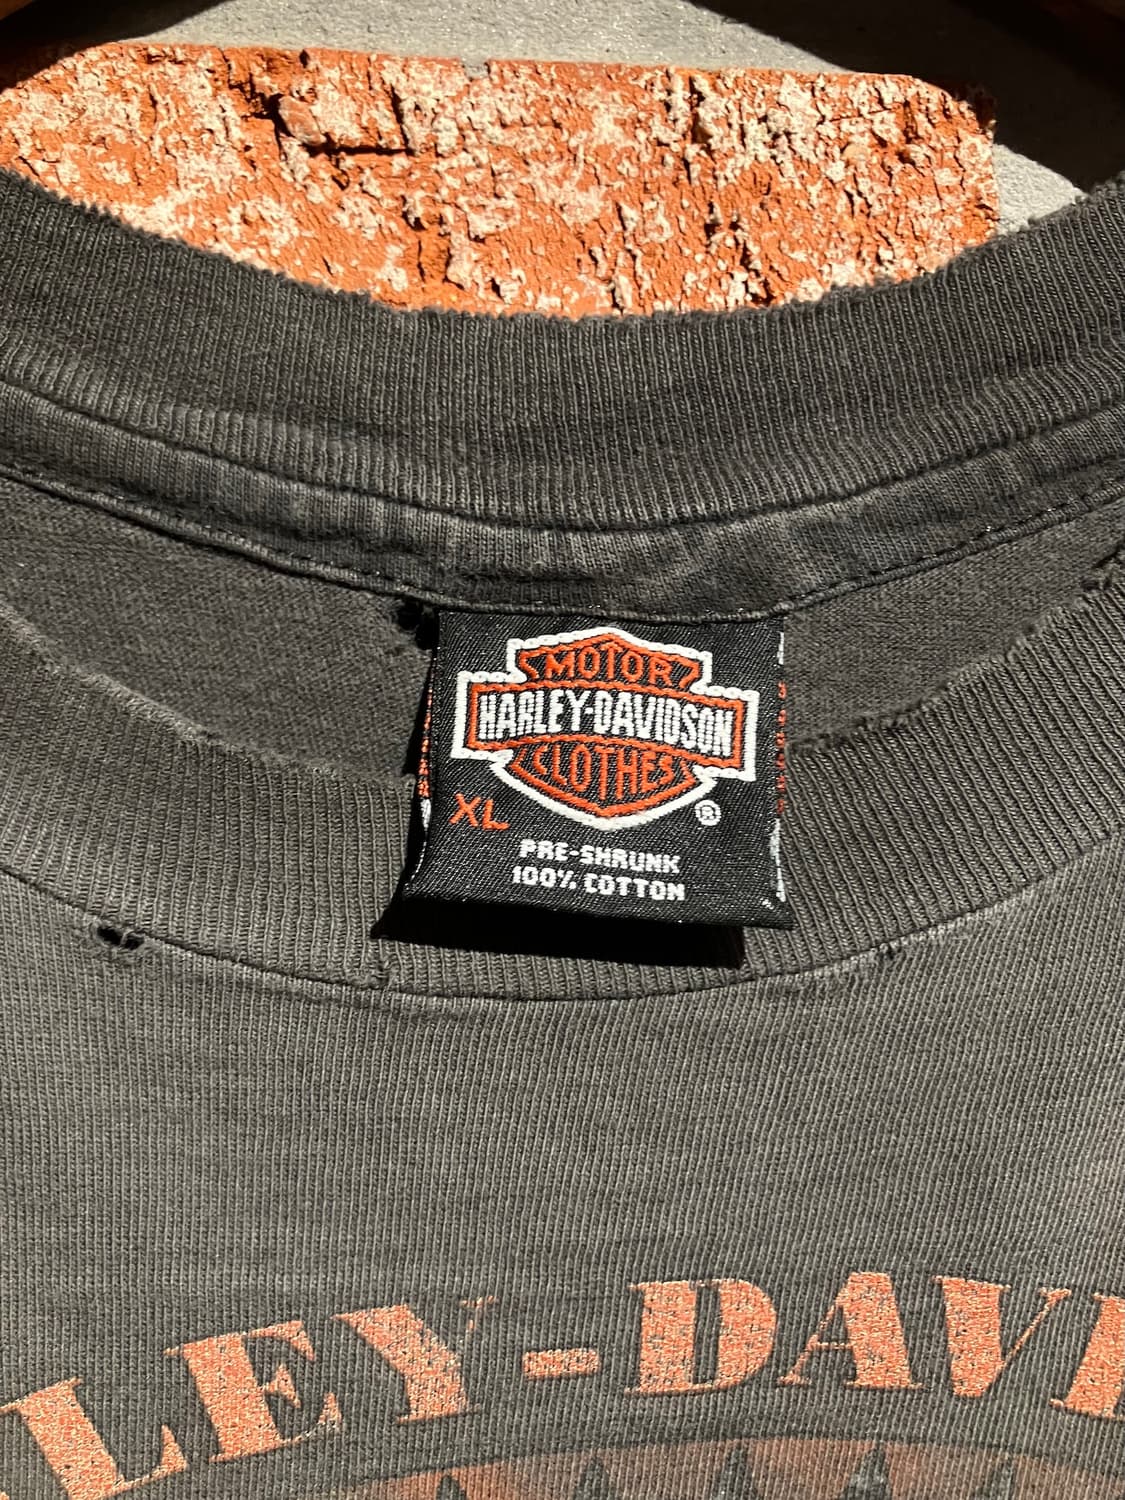 MOTOR
HARLEY-DAVIDSON
CLOTHES
®
XL
PRE-SHRUNK
100% COTTON
LEY-DAV